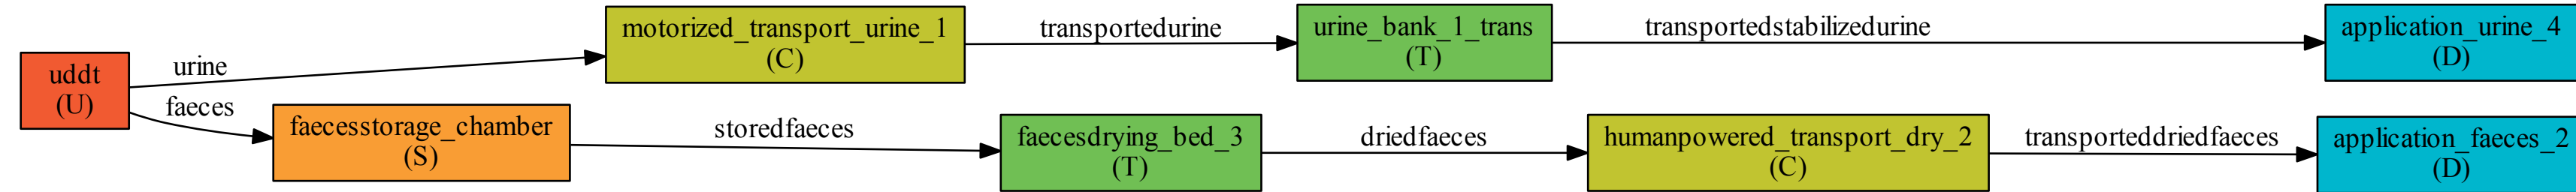 uddt
(U)
urine
faeces
motorized_transport_urine_1
(C)
transportedurine
urine_bank_1_trans
(T)
transportedstabilizedurine
application_urine_4
(D)
faecesstorage_chamber
(S)
storedfaeces
faecesdrying_bed_3
(T)
driedfaeces
humanpowered_transport_dry_2
(C)
transporteddriedfaeces
application_faeces_2
(D)